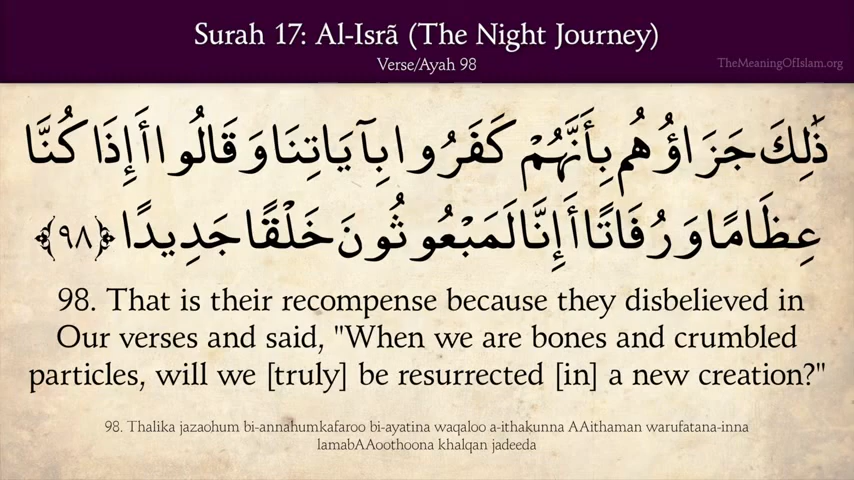 Surah 17: Al-Isrã (The Night Journey)
Verse/Ayah 98
TheMeaningOfIslam.org
ذَٰلِكَ جَزَاؤُهُم بِأَنَّهُمْ كَفَرُوا بِآيَاتِنَا وَقَالُوا أَإِذَا كُنَّا
عِظَامًا وَرُفَاتًا أَإِنَّا لَمَبْعُوثُونَ خَلْقًا جَدِيدًا ﴿٩٨﴾
98. That is their recompense because they disbelieved in
Our verses and said, "When we are bones and crumbled
particles, will we [truly] be resurrected [in] a new creation?"
98. Thalika jazaohum bi-annahumkafaroo bi-ayatina waqaloo a-ithakunna AAithaman warufatana-inna
lamabAAoothoona khalqan jadeeda